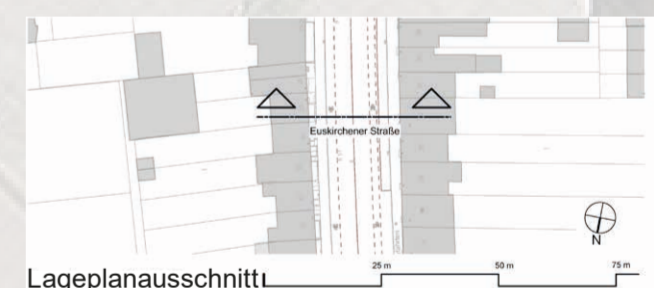 Euskirchener Straße
N
Lageplanausschnitt
25 m
50 m
75 m